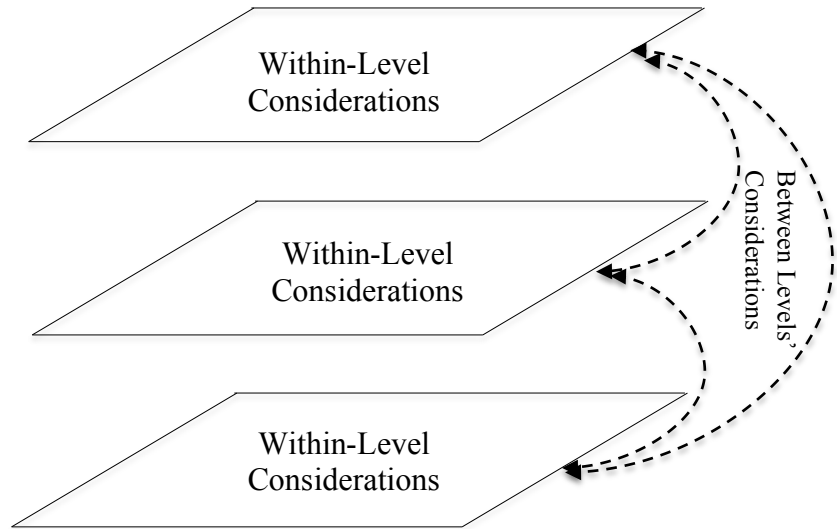 Within-Level
Considerations
Between Levels’
Considerations
Within-Level
Considerations
Within-Level
Considerations